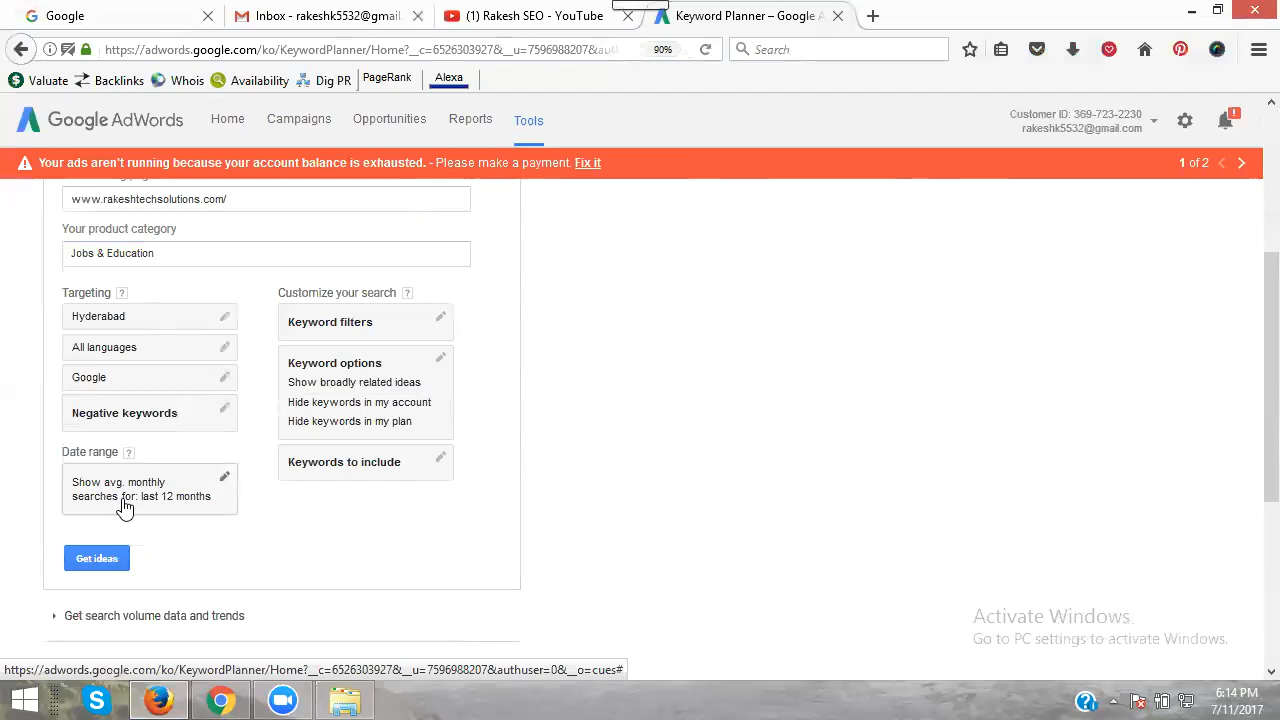 Google
Inbox - rakeshk5532@gma
(1) Rakesh SEO - YouTube
Keyword Planner – Google A
https://adwords.google.com/ko/KeywordPlanner/Home?__c=6526303927&__u=7596988207&aut
90%
Search
Valuate
Backlinks
Whois
Availability
Dig PR
PageRank
Alexa
Google AdWords
Home
Campaigns
Opportunities
Reports
Tools
Customer ID: 369-723-2230
rakeshk5532@gmail.com
Your ads aren't running because your account balance is exhausted. - Please make a payment. Fix it
1 of 2
www.rakeshtechsolutions.com/
Your product category
Jobs & Education
Targeting ?
Hyderabad
All languages
Google
Negative keywords
Date range ?
Show avg. monthly
searches for: last 12 months
Customize your search ?
Keyword filters
Keyword options
Show broadly related ideas
Hide keywords in my account
Hide keywords in my plan
Keywords to include
Get ideas
Get search volume data and trends
Activate Windows.
Go to PC settings to activate Windows.
https://adwords.google.com/ko/KeywordPlanner/Home?__c=6526303927&__u=7596988207&authuser=0&__o=cues#
6:14 PM
7/11/2017